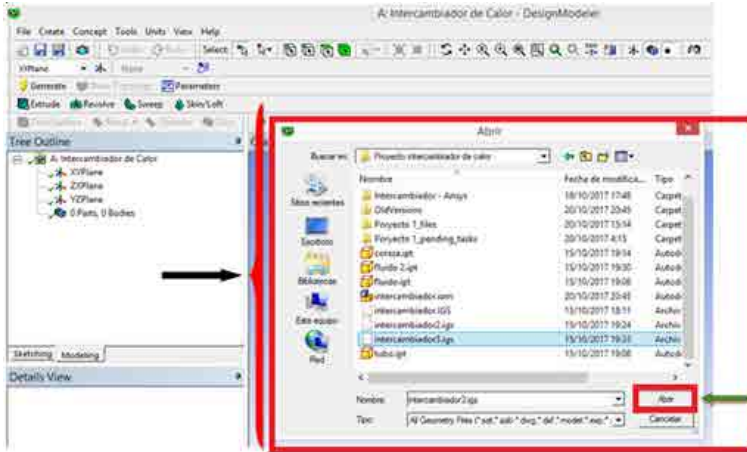 A: Intercambiador de Calor - DesignModeler
File Create Concept Tools Units View Help
Select:
XYPlane None
Generate Parameters
Extrude Revolve Sweep Skin/Loft
Tree Outline
A: Intercambiador de Calor
XYPlane
ZXPlane
YZPlane
0 Parts, 0 Bodies
Sketching Modeling
Details View
Abrir
Buscar en: Proyecto intercambiador de calor
Nombre Fecha de modifica... Tipo
Intercambiador - Ansys 18/10/2017 17:48 Carpet
OldVersions 20/10/2017 20:45 Carpet
Proyecto 1_files 20/10/2017 15:14 Carpet
Proyecto 1_pending_tasks 20/10/2017 4:15 Carpet
coraza.ipt 15/10/2017 19:14 Autod
fluido 2.ipt 15/10/2017 19:30 Autod
fluido.ipt 15/10/2017 19:08 Autod
intercambiador.iam 20/10/2017 20:45 Autod
intercambiador.IGS 15/10/2017 18:11 Archiv
intercambiador2.igs 15/10/2017 19:24 Archiv
intercambiador3.igs 15/10/2017 19:33 Archiv
tubo.ipt 15/10/2017 19:08 Autod
Sitios recientes
Escritorio
Bibliotecas
Este equipo
Red
Nombre: intercambiador3.igs Abrir
Tipo: All Geometry Files Cancelar